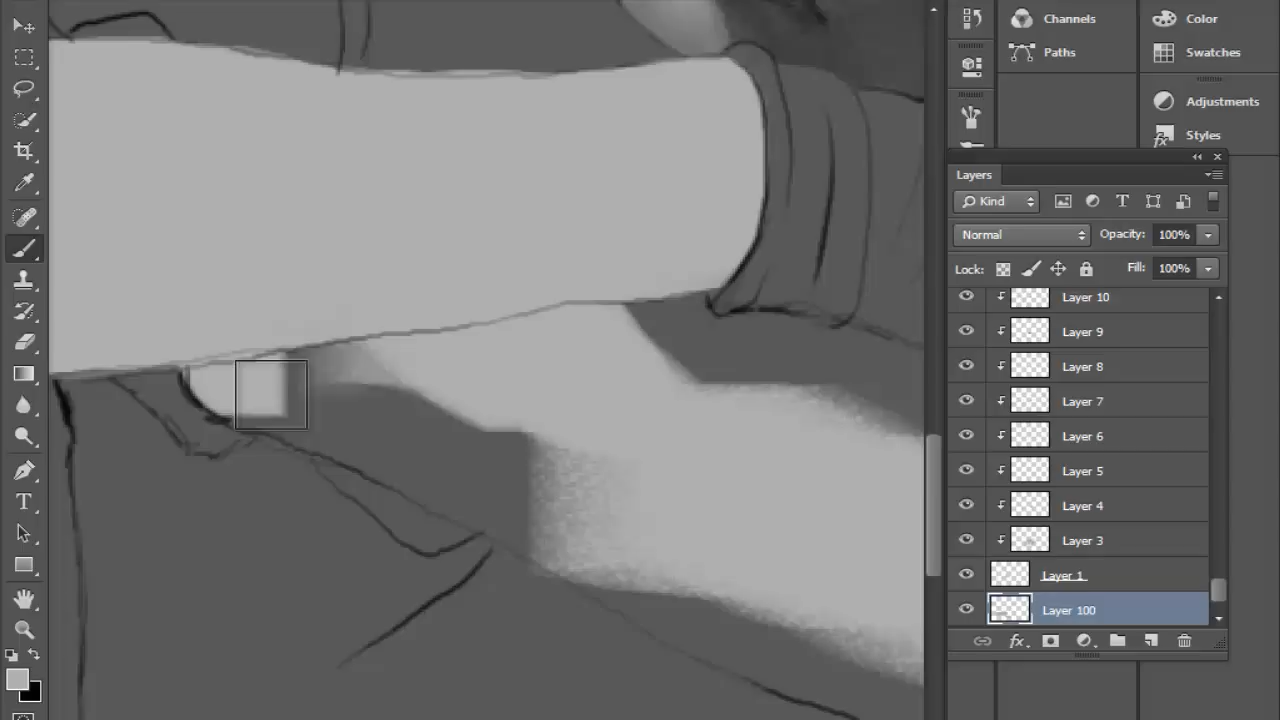 Channels
Color
Paths
Swatches
Adjustments
Styles
Layers
Kind
Normal
Opacity: 100%
Lock:
Fill: 100%
Layer 10
Layer 9
Layer 8
Layer 7
Layer 6
Layer 5
Layer 4
Layer 3
Layer 1
Layer 100
fx